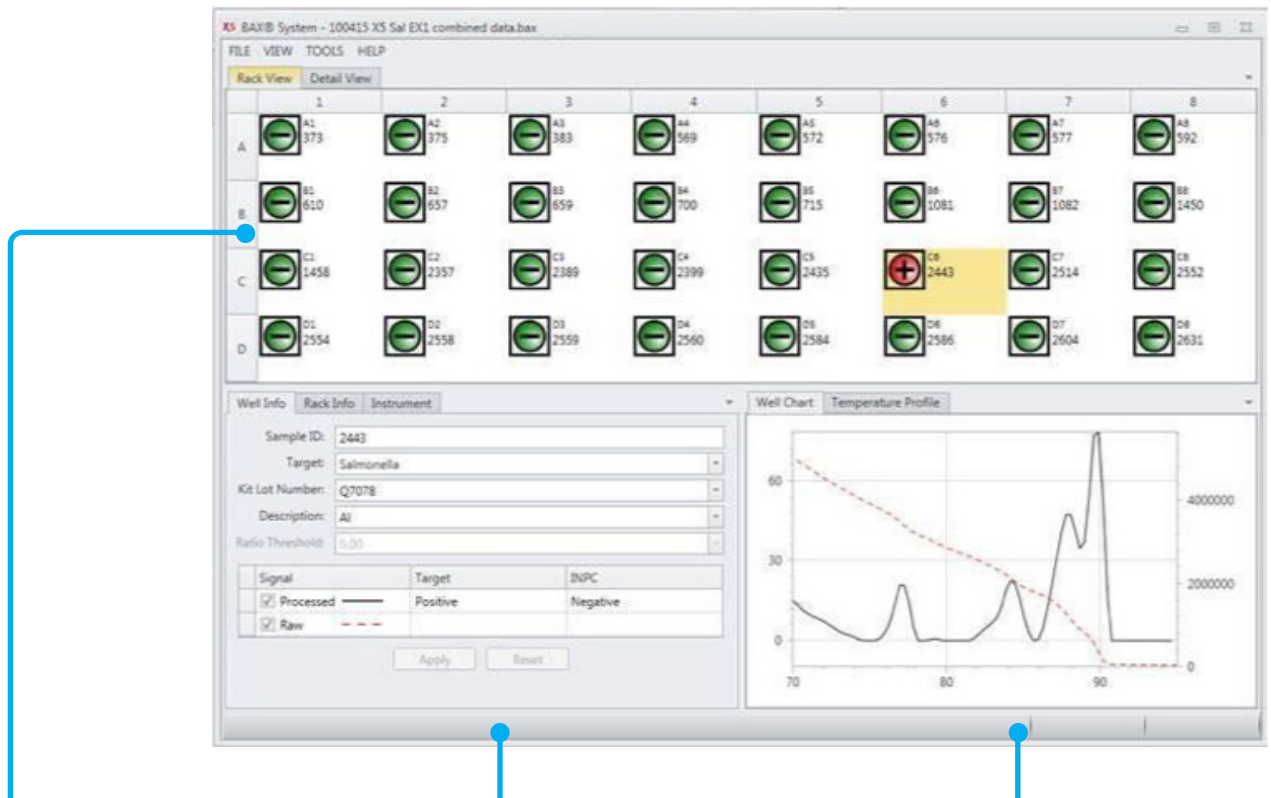 X5 BAX® System - 100415 X5 Sal EX1 combined data.bax
FILE VIEW TOOLS HELP
Rack View Detail View
1 2 3 4 5 6 7 8
A
A1 A2 A3 A4 A5 A6 A7 A8
373 375 383 569 572 576 577 592
B
B1 B2 B3 B4 B5 B6 B7 B8
610 657 659 700 715 1081 1082 1450
C
C1 C2 C3 C4 C5 C6 C7 C8
1458 2357 2389 2399 2435 2443 2514 2552
D
D1 D2 D3 D4 D5 D6 D7 D8
2554 2558 2559 2560 2584 2586 2604 2631
Well Info Rack Info Instrument
Sample ID: 2443
Target: Salmonella
Kit Lot Number: Q7078
Description: AI
Ratio Threshold: 0.00
Signal Target INPC
Processed Positive Negative
Raw
Apply Reset
Well Chart Temperature Profile
60
4000000
30
2000000
0
0
70 80 90